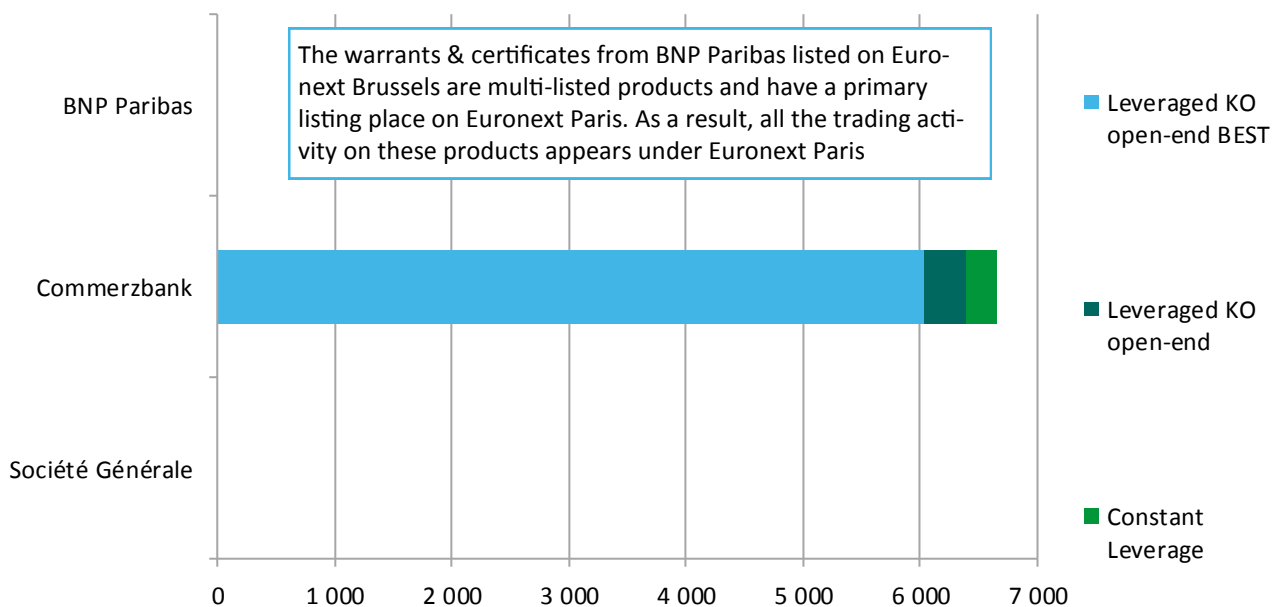 The warrants & certificates from BNP Paribas listed on Euro-
next Brussels are multi-listed products and have a primary
listing place on Euronext Paris. As a result, all the trading acti-
vity on these products appears under Euronext Paris
BNP Paribas
Commerzbank
Société Générale
0 1 000 2 000 3 000 4 000 5 000 6 000 7 000
Leveraged KO
open-end BEST
Leveraged KO
open-end
Constant
Leverage